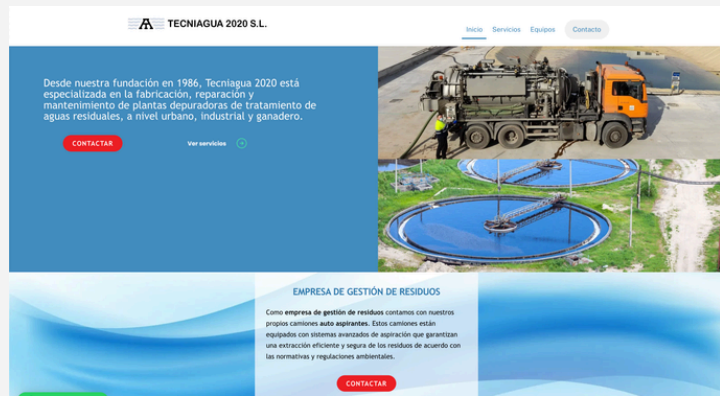 TECNIAGUA 2020 S.L.
Inicio Servicios Equipos Contacto
Desde nuestra fundación en 1986, Tecniagua 2020 está
especializada en la fabricación, reparación y
mantenimiento de plantas depuradoras de tratamiento de
aguas residuales, a nivel urbano, industrial y ganadero.
CONTACTAR
Ver servicios
EMPRESA DE GESTIÓN DE RESIDUOS
Como empresa de gestión de residuos contamos con nuestros
propios camiones auto aspirantes. Estos camiones están
equipados con sistemas avanzados de aspiración que garantizan
una extracción eficiente y segura de los residuos de acuerdo con
las normativas y regulaciones ambientales.
CONTACTAR